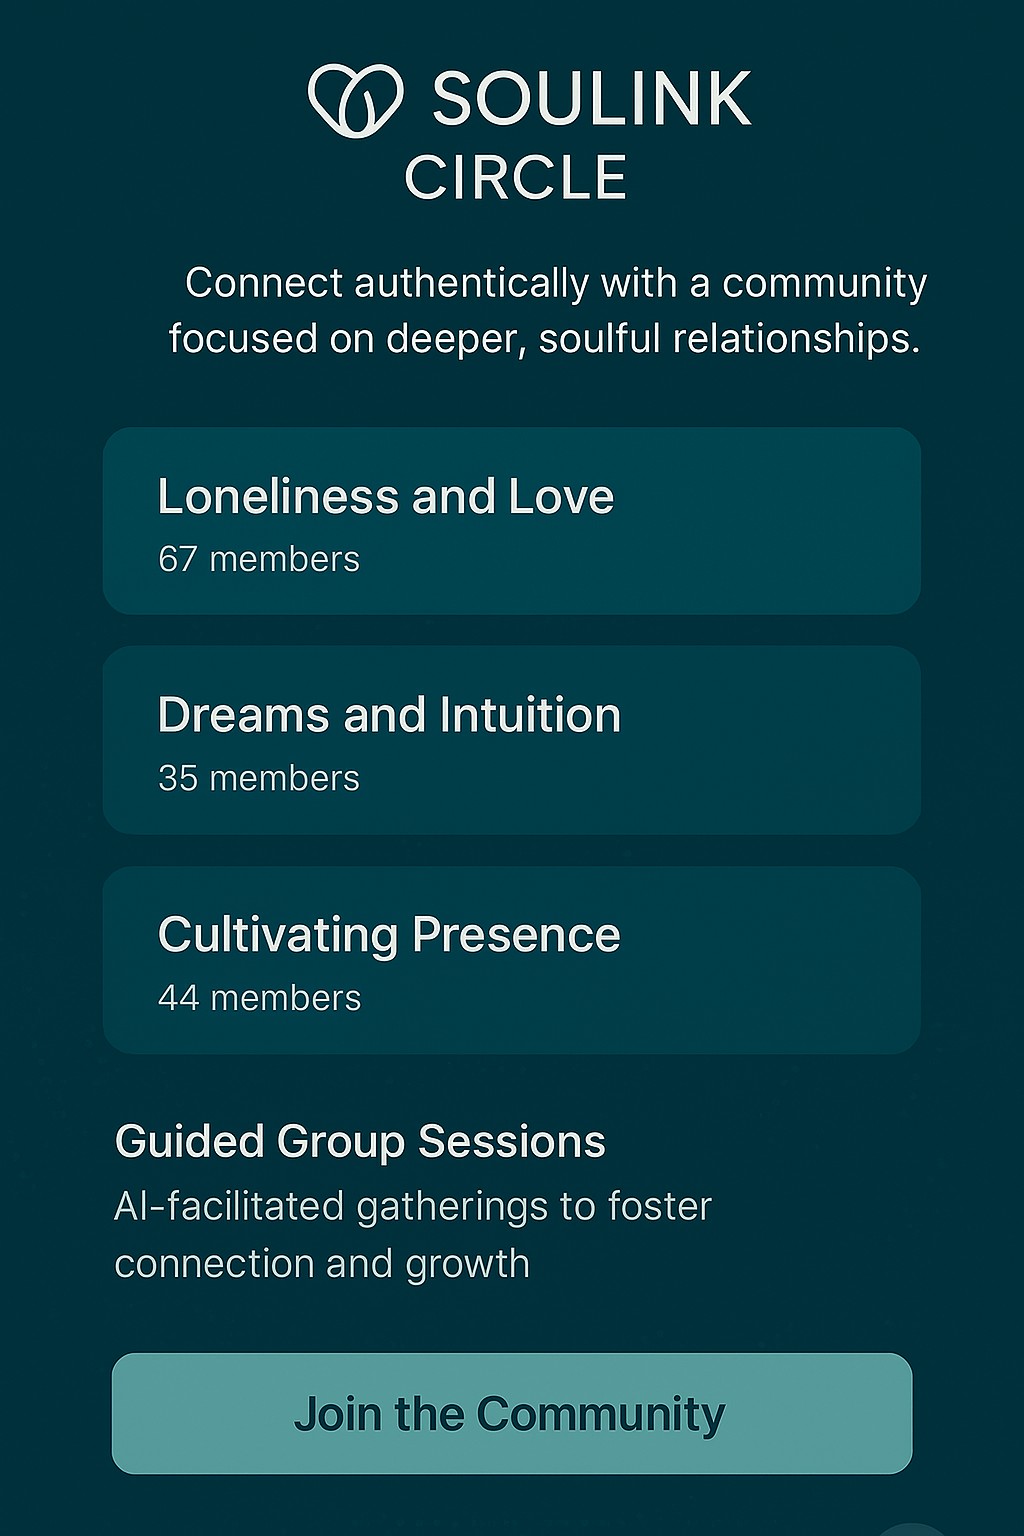 SOULINK
CIRCLE
Connect authentically with a community
focused on deeper, soulful relationships.
Loneliness and Love
67 members
Dreams and Intuition
35 members
Cultivating Presence
44 members
Guided Group Sessions
AI-facilitated gatherings to foster
connection and growth
Join the Community